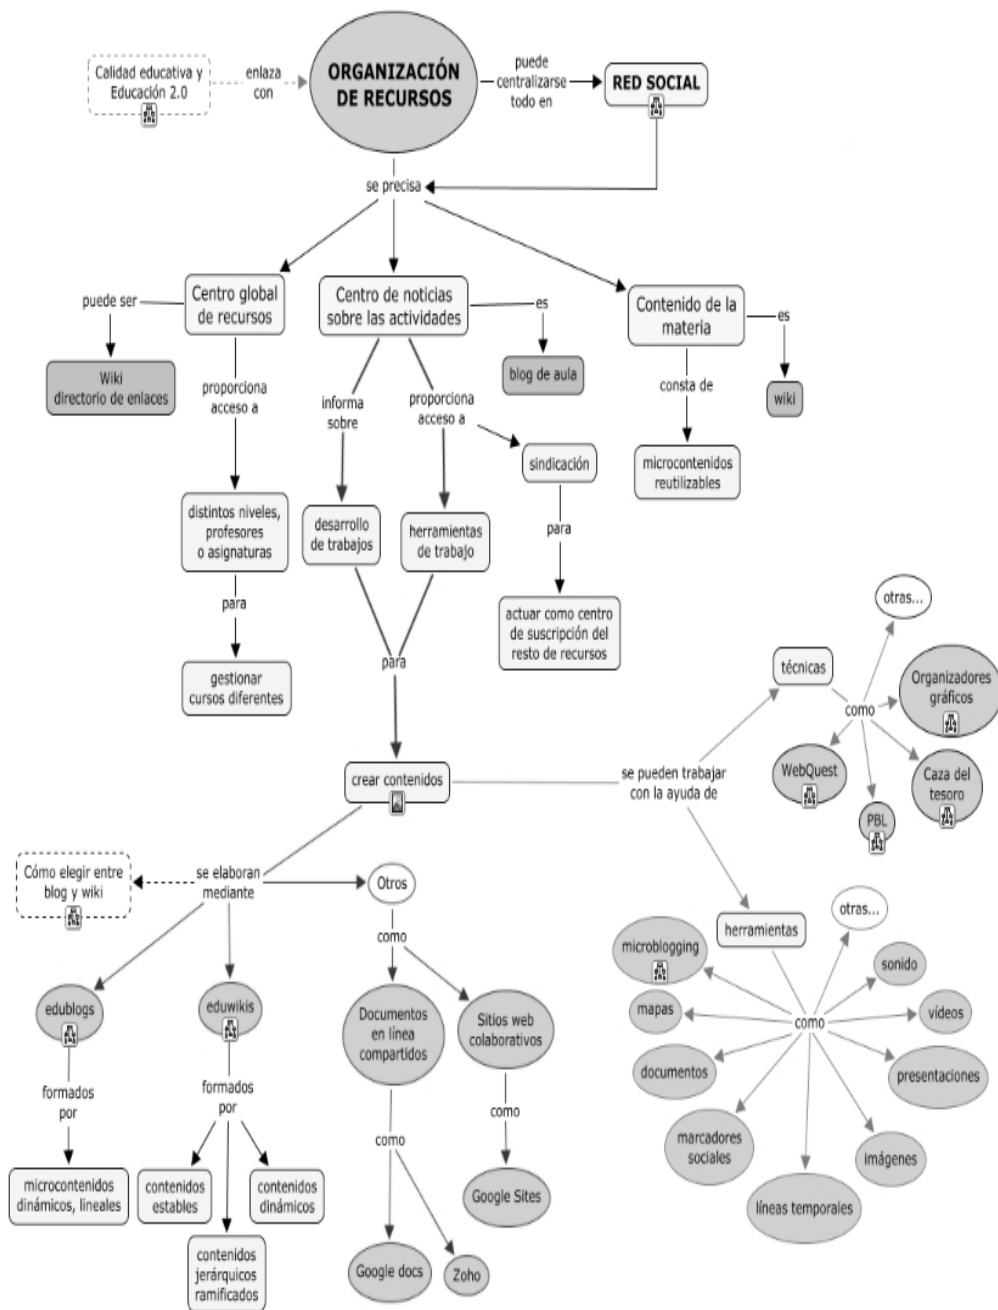 Calidad educativa y
Educación 2.0
enlaza
con
ORGANIZACIÓN
DE RECURSOS
puede
centralizarse
todo en
RED SOCIAL
se precisa
puede ser
Centro global
de recursos
Centro de noticias
sobre las actividades
es
Contenido de la
materia
es
Wiki
directorio de enlaces
proporciona
acceso a
informa
sobre
proporciona
acceso a
blog de aula
consta de
wiki
sindicación
microcontenidos
reutilizables
distintos niveles,
profesores
o asignaturas
desarrollo
de trabajos
herramientas
de trabajo
para
para
actuar como centro
de suscripción del
resto de recursos
para
gestionar
cursos diferentes
otras...
técnicas
Organizadores
gráficos
como
crear contenidos
se pueden trabajar
con la ayuda de
WebQuest
Caza del
tesoro
PBL
Cómo elegir entre
blog y wiki
se elaboran
mediante
Otros
otras...
herramientas
como
microblogging
sonido
edublogs
eduwikis
Documentos
en línea
compartidos
Sitios web
colaborativos
mapas
como
vídeos
documentos
presentaciones
formados
por
formados
por
como
como
marcadores
sociales
imágenes
microcontenidos
dinámicos, lineales
contenidos
estables
contenidos
dinámicos
Google Sites
líneas temporales
contenidos
jerárquicos
ramificados
Google docs
Zoho